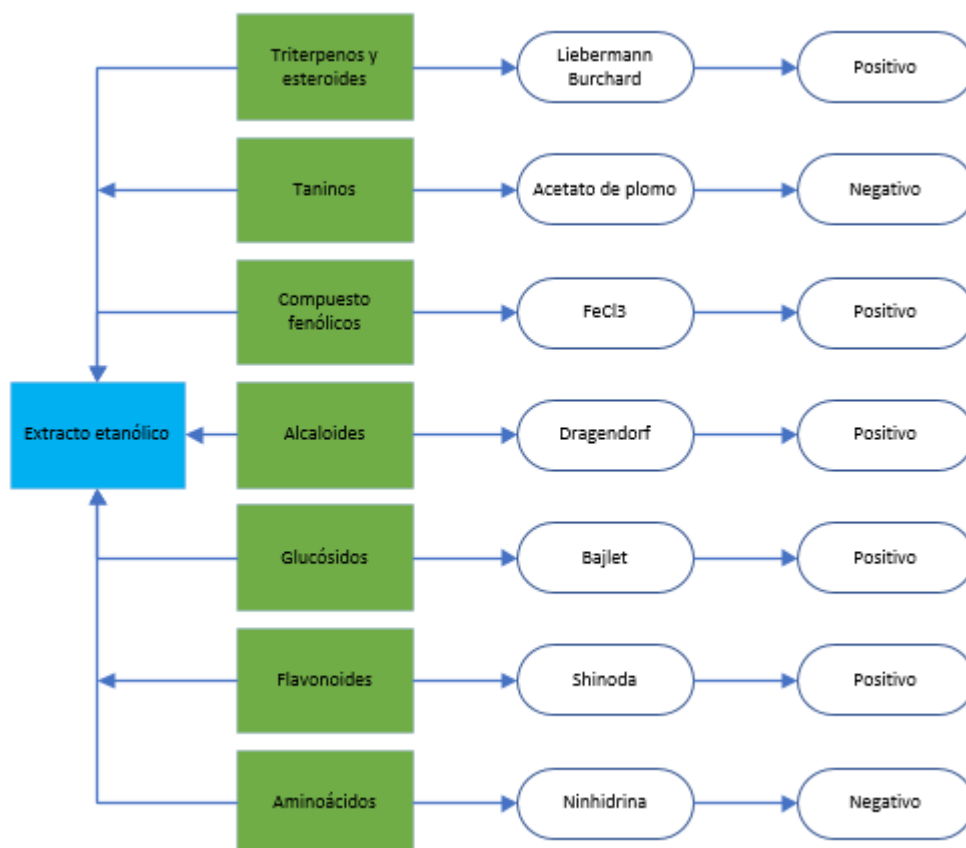 Triterpenos y
esteroides
Liebermann
Burchard
Positivo
Taninos
Acetato de plomo
Negativo
Compuesto
fenólicos
FeCl3
Positivo
Extracto etanólico
Alcaloides
Dragendorf
Positivo
Glucósidos
Bajlet
Positivo
Flavonoides
Shinoda
Positivo
Aminoácidos
Ninhidrina
Negativo